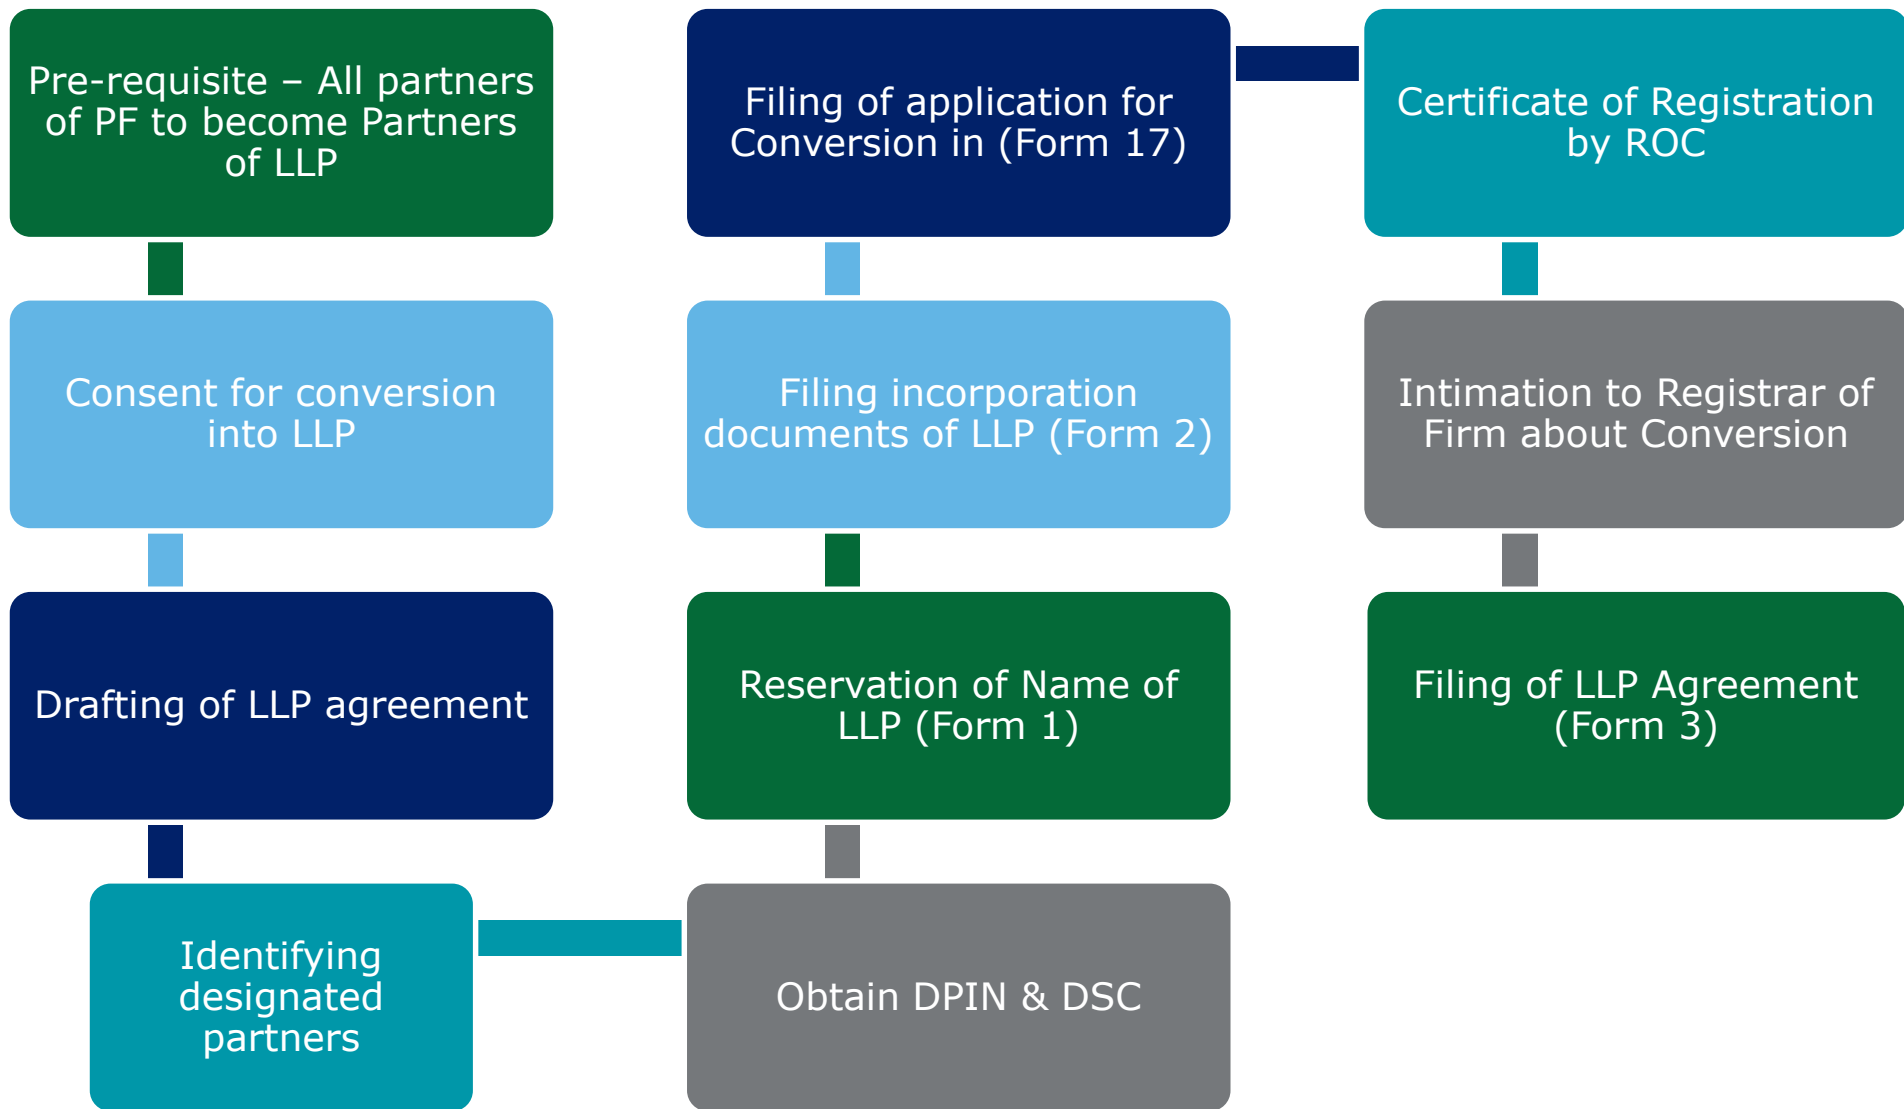 Pre-requisite – All partners
of PF to become Partners
of LLP
Consent for conversion
into LLP
Drafting of LLP agreement
Identifying
designated
partners
Obtain DPIN & DSC
Reservation of Name of
LLP (Form 1)
Filing incorporation
documents of LLP (Form 2)
Filing of application for
Conversion in (Form 17)
Certificate of Registration
by ROC
Intimation to Registrar of
Firm about Conversion
Filing of LLP Agreement
(Form 3)